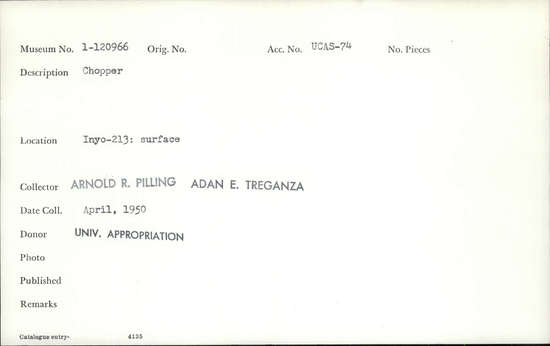 Museum No. 1-120966 Orig. No. Acc. No. UCAS-74 No. Pieces
Description Chopper
Location Inyo-213: surface
Collector ARNOLD R. PILLING ADAN E. TREGANZA
Date Coll. April, 1950
Donor UNIV. APPROPRIATION
Photo
Published
Remarks
Catalogue entry- 4135